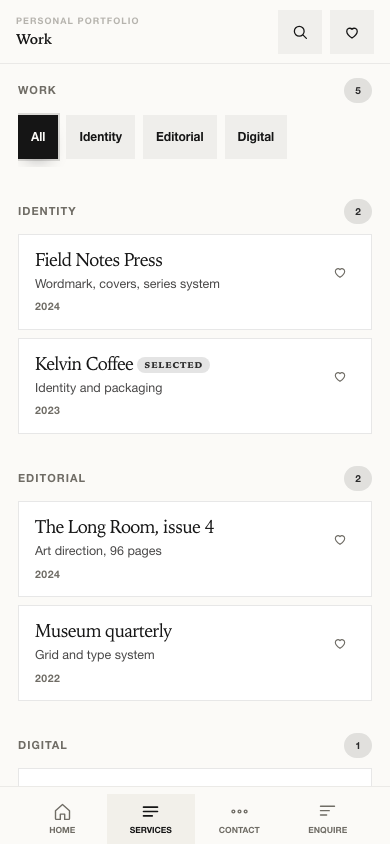 PERSONAL PORTFOLIO
Work
WORK 5
All Identity Editorial Digital
IDENTITY 2
Field Notes Press
Wordmark, covers, series system
2024
Kelvin Coffee SELECTED
Identity and packaging
2023
EDITORIAL 2
The Long Room, issue 4
Art direction, 96 pages
2024
Museum quarterly
Grid and type system
2022
DIGITAL 1
HOME SERVICES CONTACT ENQUIRE